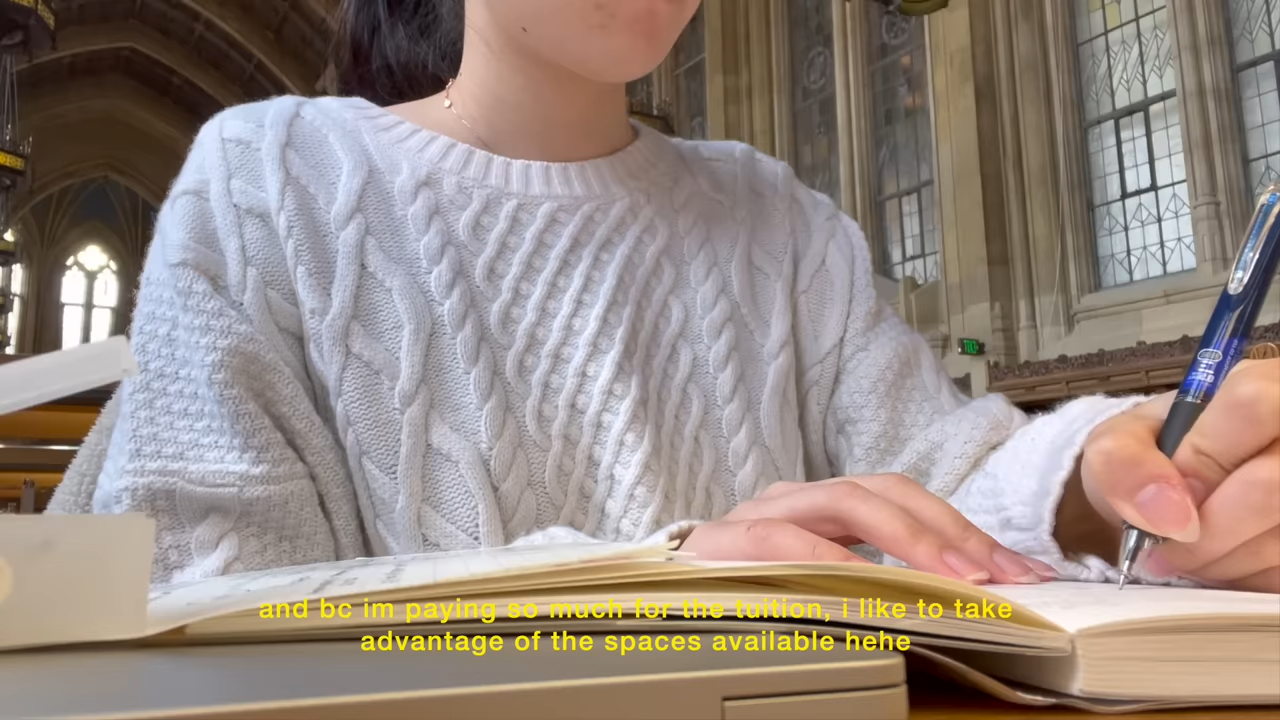 and bc im paying so much for the tuition, i like to take
advantage of the spaces available hehe